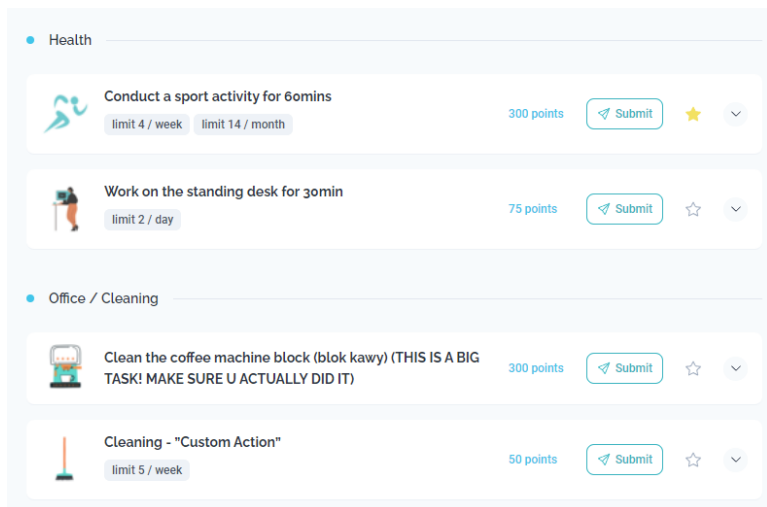 Health
Conduct a sport activity for 60mins
limit 4 / week limit 14 / month
300 points
Submit
Work on the standing desk for 30min
limit 2 / day
75 points
Submit
Office / Cleaning
Clean the coffee machine block (blok kawy) (THIS IS A BIG
TASK! MAKE SURE U ACTUALLY DID IT)
300 points
Submit
Cleaning - "Custom Action"
limit 5 / week
50 points
Submit